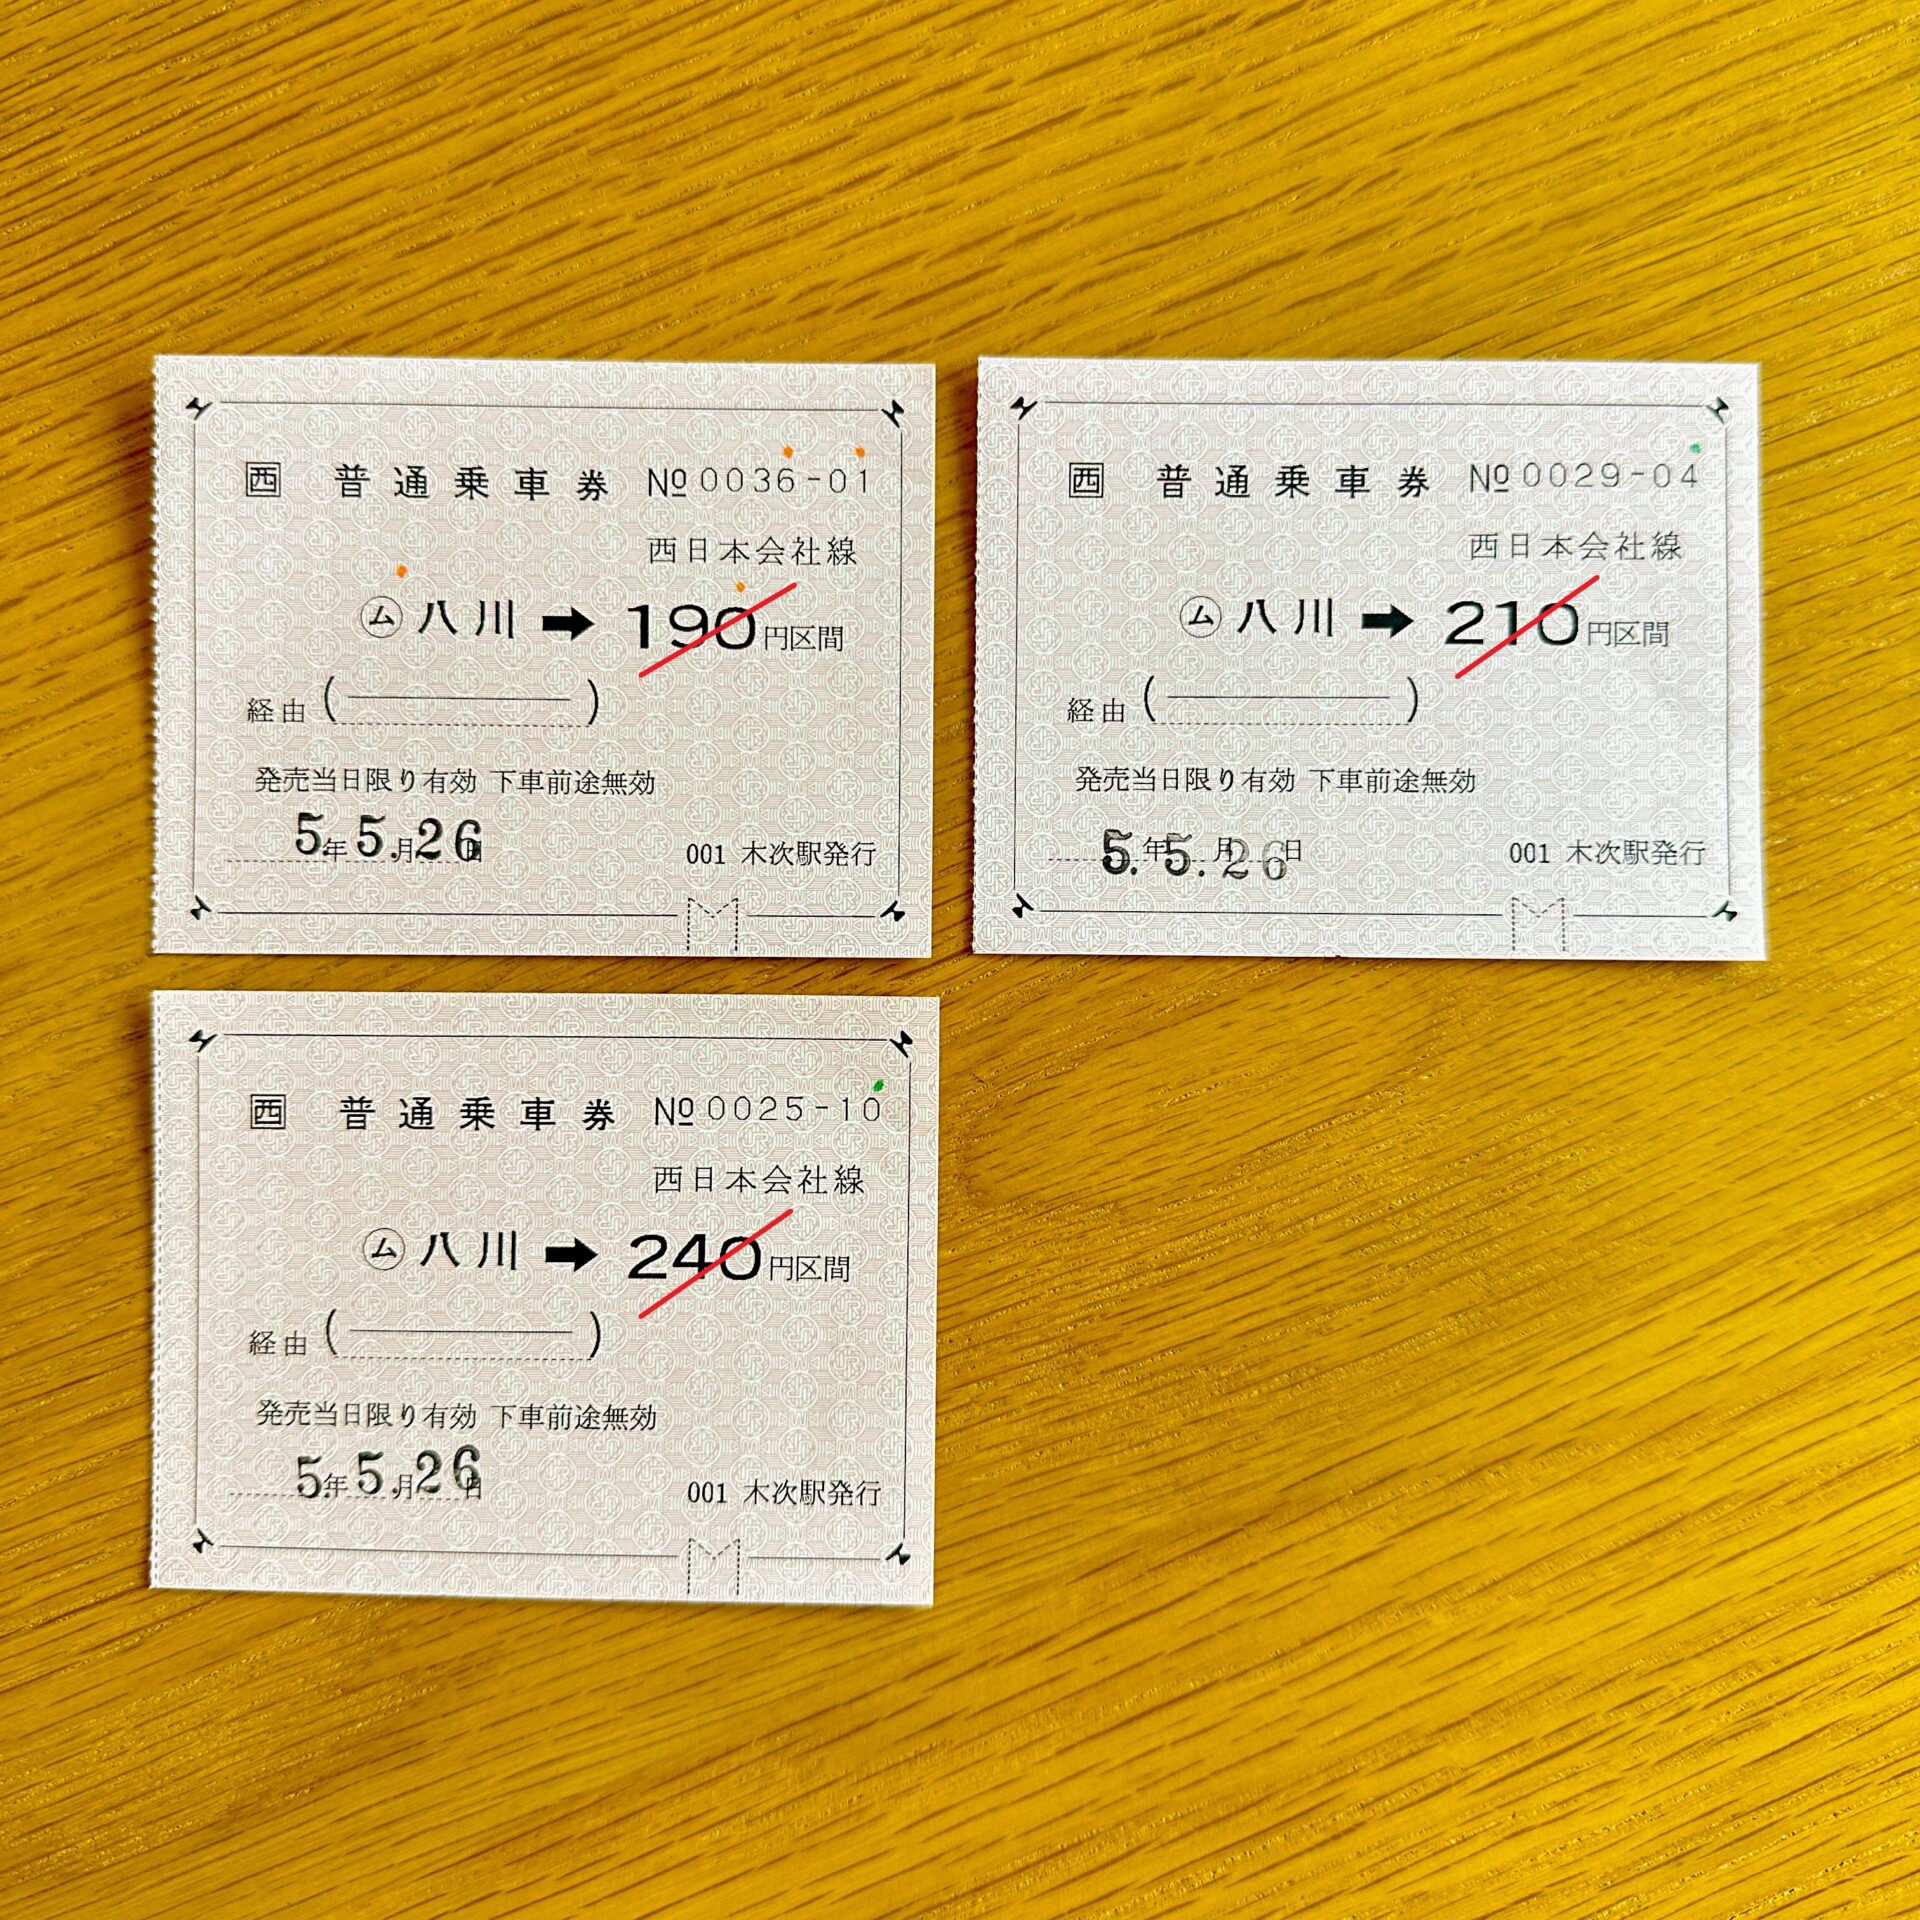 西 普通乗車券 № 0036-01
西日本会社線
ム 八川 ➡ 190円区間
経由 ( ――― )
発売当日限り有効 下車前途無効
5.年5.月26日
001 木次駅発行
西 普通乗車券 № 0029-04
西日本会社線
ム 八川 ➡ 210円区間
経由 ( ――― )
発売当日限り有効 下車前途無効
5.年5.月26日
001 木次駅発行
西 普通乗車券 № 0025-10
西日本会社線
ム 八川 ➡ 240円区間
経由 ( ――― )
発売当日限り有効 下車前途無効
5.年5.月26日
001 木次駅発行